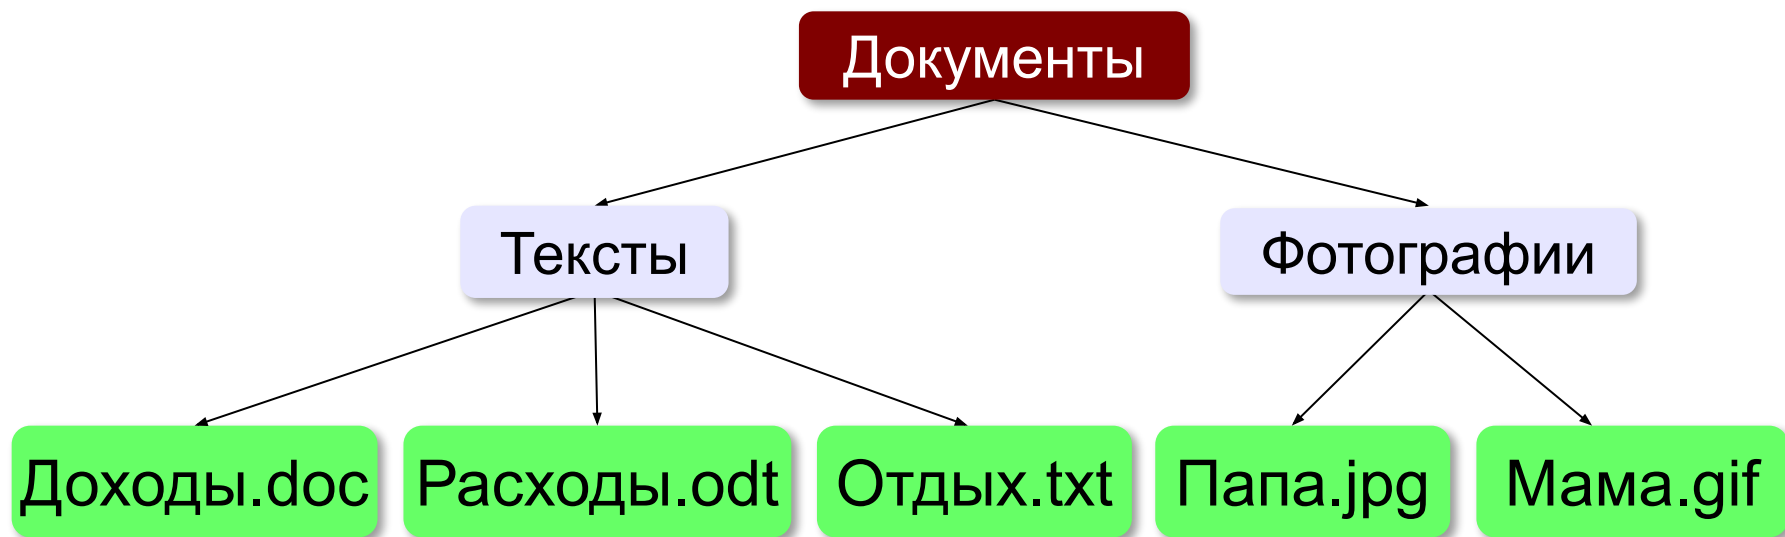 Документы
Тексты
Фотографии
Доходы.doc
Расходы.odt
Отдых.txt
Папа.jpg
Мама.gif